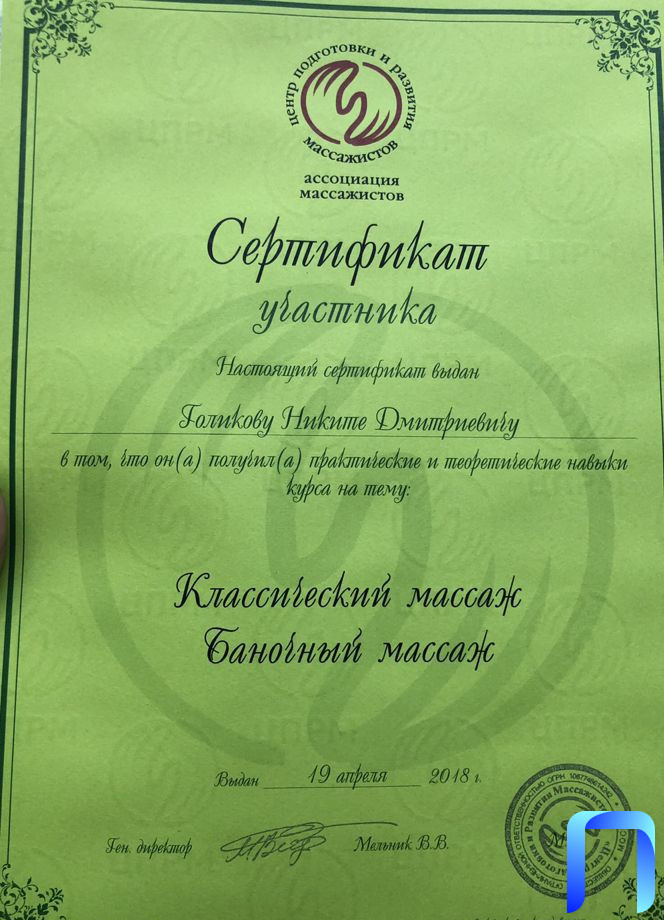 центр подготовки и развития
массажистов
ассоциация
массажистов
Сертификат
участника
Настоящий сертификат выдан
Голикову Никите Дмитриевичу
в том, что он(а) получил(а) практические и теоретические навыки
курса на тему:
Классический массаж
Баночный массаж
Выдан 19 апреля 2018 г.
Ген. директор Мельник В.В.